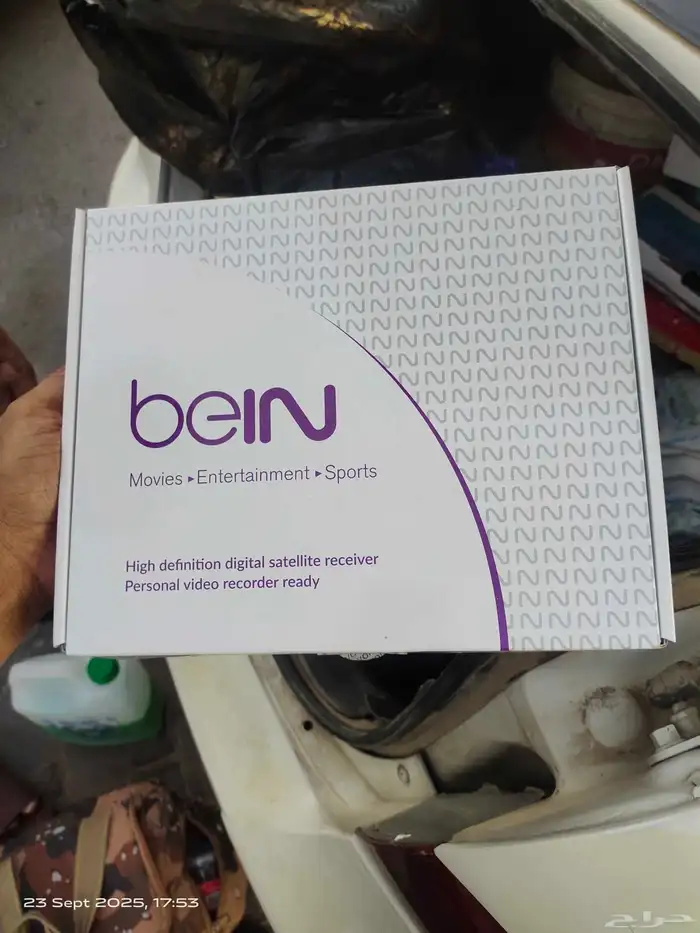 beIN
Movies ▸ Entertainment ▸ Sports
High definition digital satellite receiver
Personal video recorder ready
23 Sept 2025, 17:53
حراج